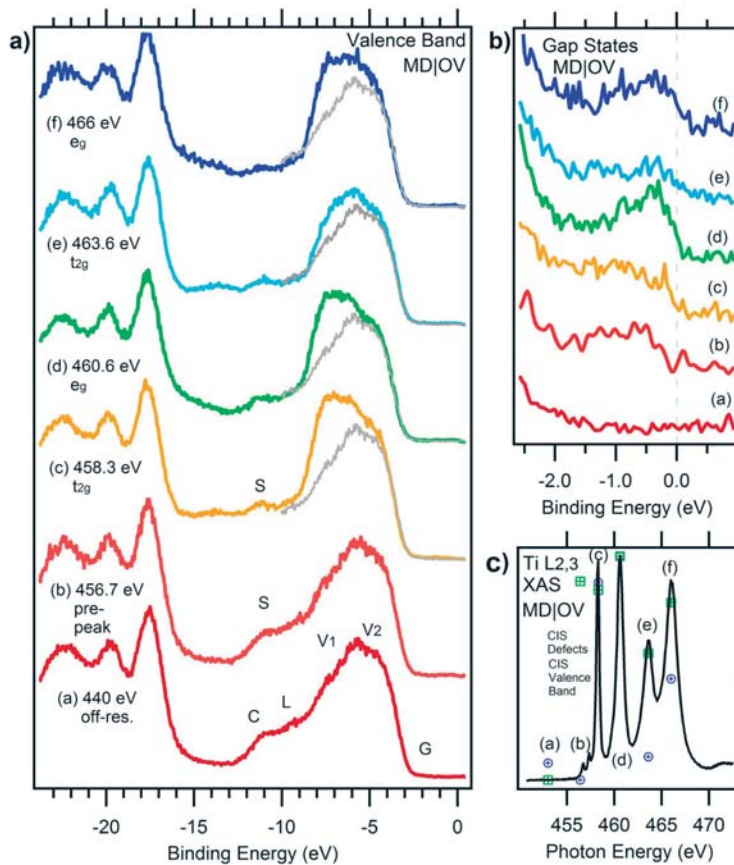 a)
Valence Band
MD|OV
(f) 466 eV
eg
(e) 463.6 eV
t2g
(d) 460.6 eV
eg
(c) 458.3 eV
t2g
S
(b) 456.7 eV
pre-
peak
S
(a) 440 eV
off-res.
C
L
V1
V2
G
-20
-15
-10
-5
0
Binding Energy (eV)
b)
Gap States
MD|OV
(f)
(e)
(d)
(c)
(b)
(a)
-2.0
-1.0
0.0
Binding Energy (eV)
c)
Ti L2,3
XAS
MD|OV
CIS
Defects
CIS
Valence
Band
(a)
(b)
(c)
(d)
(e)
(f)
455
460
465
470
Photon Energy (eV)